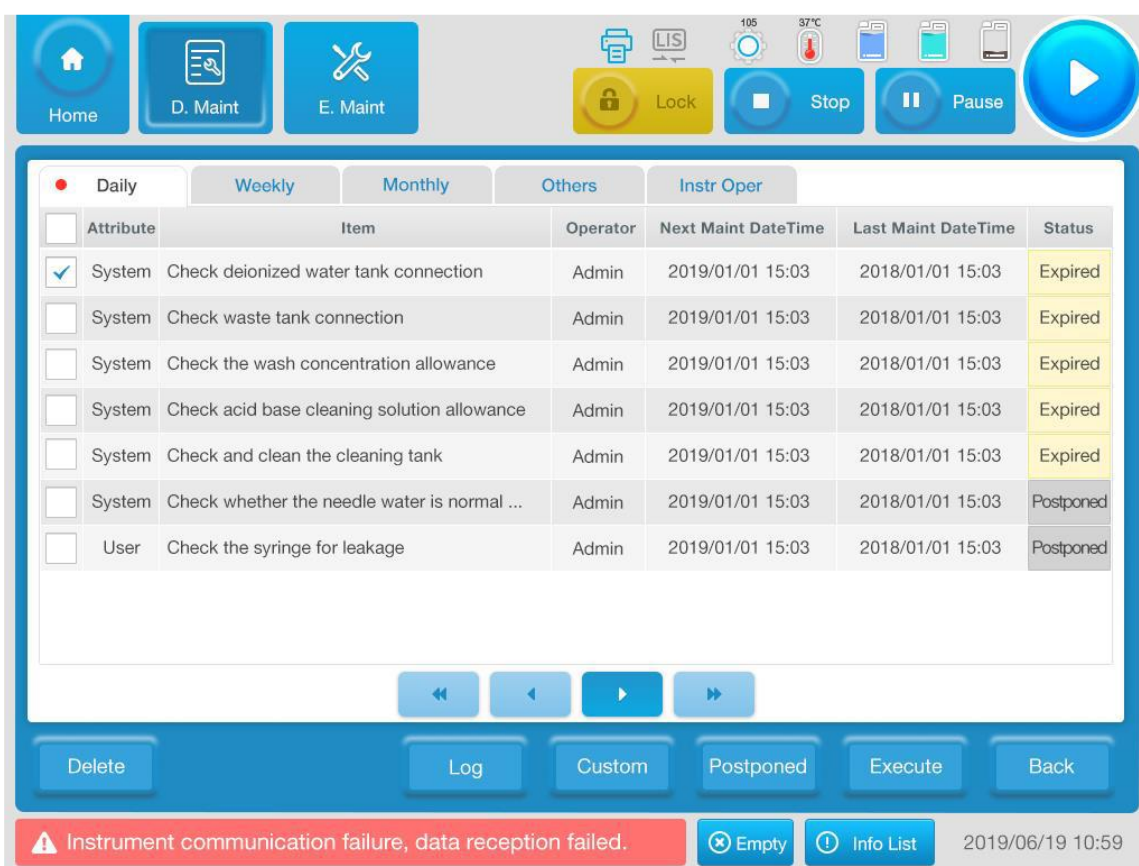 105 37°C
LIS
Home D. Maint E. Maint Lock Stop Pause
Daily Weekly Monthly Others Instr Oper
Attribute Item Operator Next Maint DateTime Last Maint DateTime Status
System Check deionized water tank connection Admin 2019/01/01 15:03 2018/01/01 15:03 Expired
System Check waste tank connection Admin 2019/01/01 15:03 2018/01/01 15:03 Expired
System Check the wash concentration allowance Admin 2019/01/01 15:03 2018/01/01 15:03 Expired
System Check acid base cleaning solution allowance Admin 2019/01/01 15:03 2018/01/01 15:03 Expired
System Check and clean the cleaning tank Admin 2019/01/01 15:03 2018/01/01 15:03 Expired
System Check whether the needle water is normal ... Admin 2019/01/01 15:03 2018/01/01 15:03 Postponed
User Check the syringe for leakage Admin 2019/01/01 15:03 2018/01/01 15:03 Postponed
Delete Log Custom Postponed Execute Back
Instrument communication failure, data reception failed. Empty Info List 2019/06/19 10:59